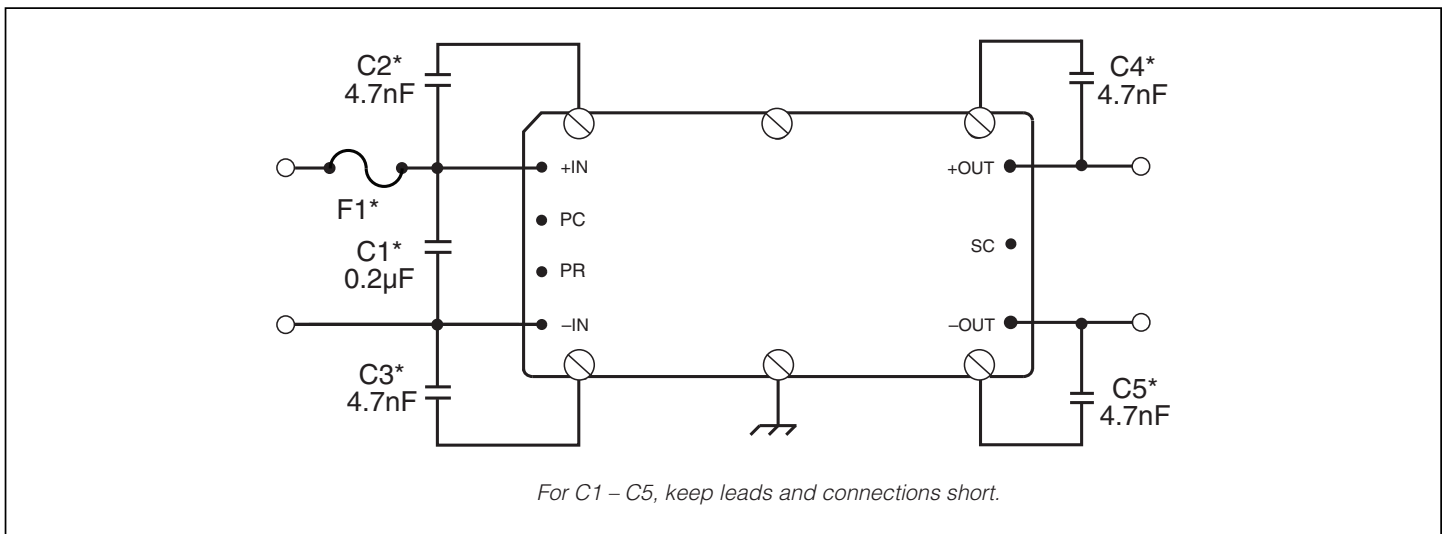 C2*
4.7nF
C4*
4.7nF
+IN
+OUT
F1*
PC
C1*
0.2µF
SC
PR
–IN
–OUT
C3*
4.7nF
C5*
4.7nF
For C1 – C5, keep leads and connections short.